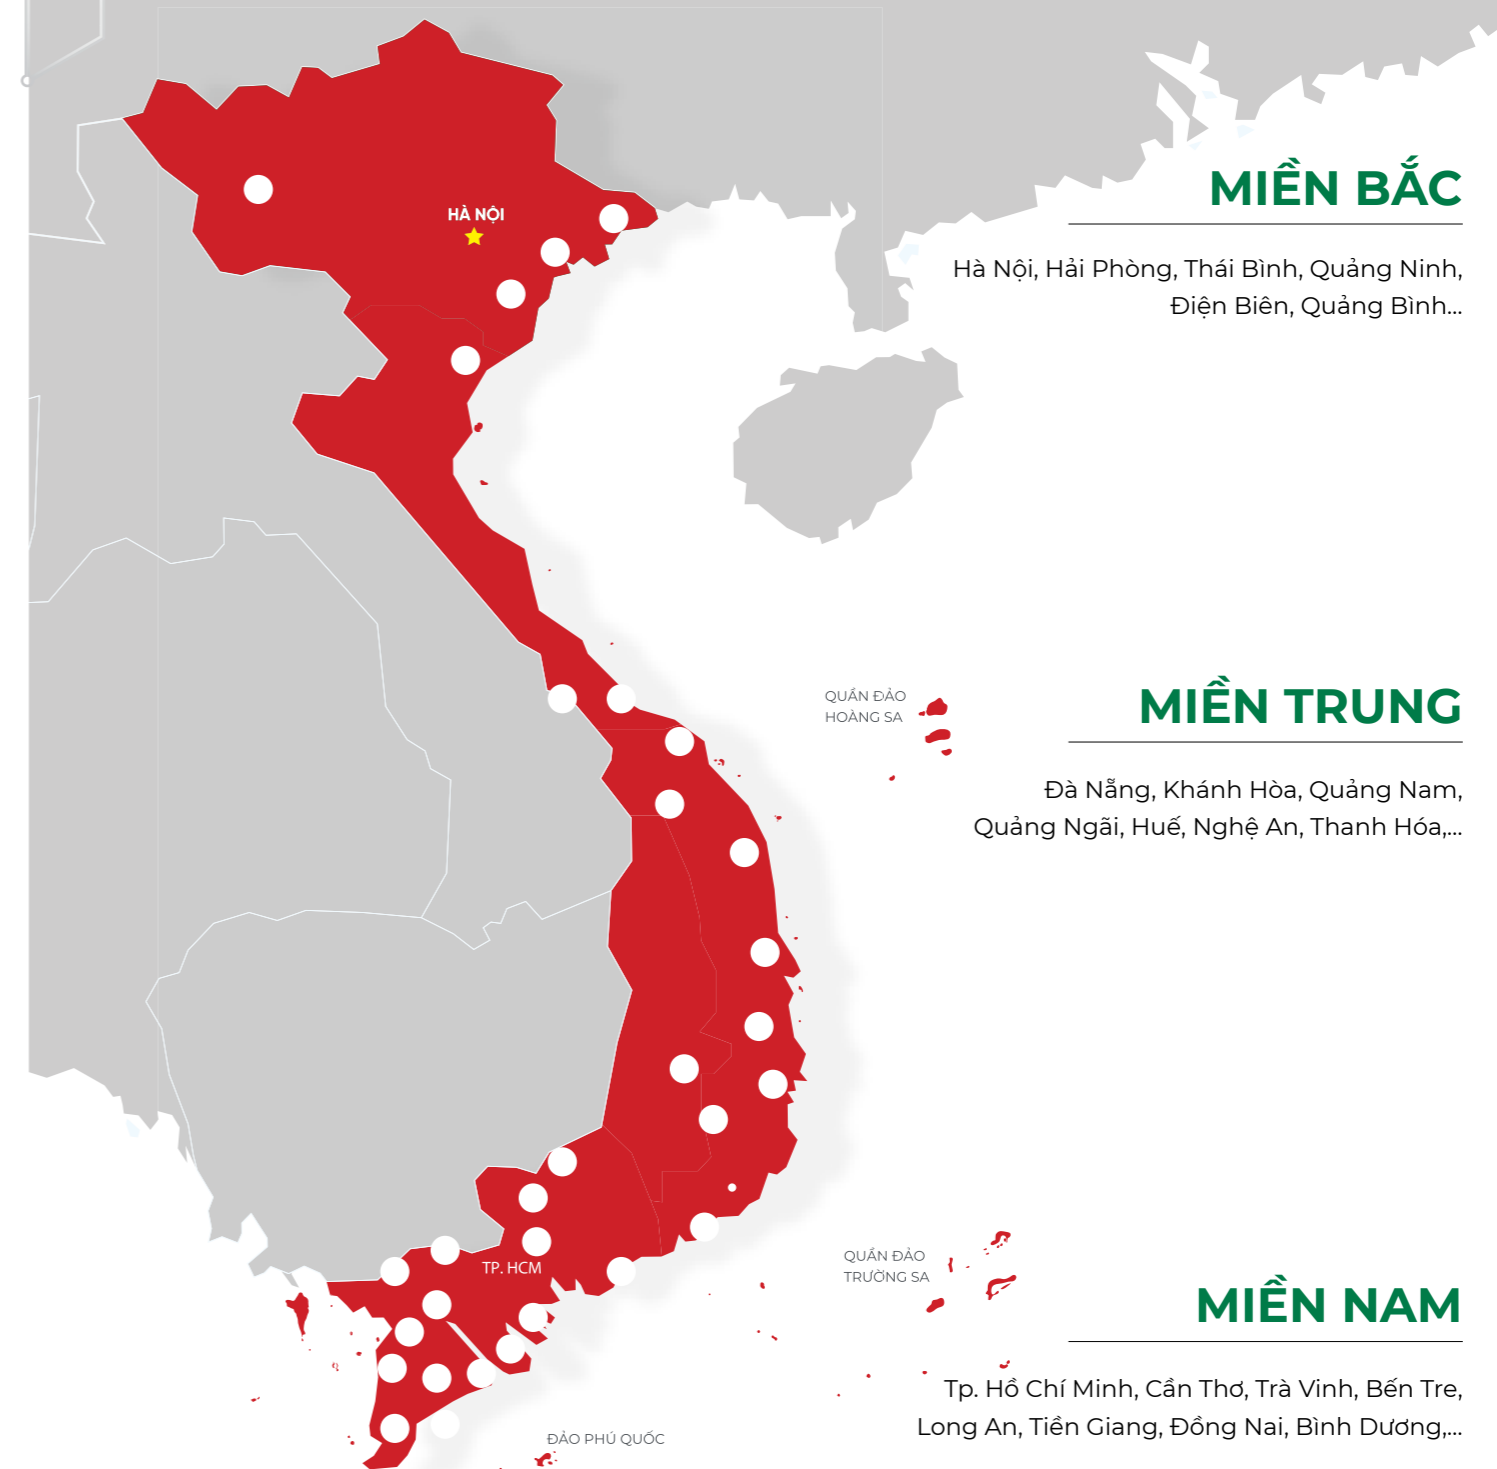 HÀ NỘI
MIỀN BẮC
Hà Nội, Hải Phòng, Thái Bình, Quảng Ninh,
Điện Biên, Quảng Bình...
QUẦN ĐẢO
HOÀNG SA
MIỀN TRUNG
Đà Nẵng, Khánh Hòa, Quảng Nam,
Quảng Ngãi, Huế, Nghệ An, Thanh Hóa,...
TP. HCM
QUẦN ĐẢO
TRƯỜNG SA
MIỀN NAM
Tp. Hồ Chí Minh, Cần Thơ, Trà Vinh, Bến Tre,
Long An, Tiền Giang, Đồng Nai, Bình Dương,...
ĐẢO PHÚ QUỐC